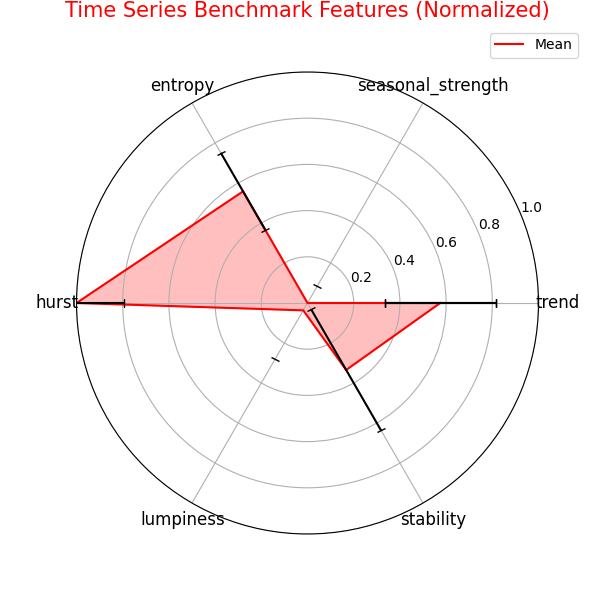 Time Series Benchmark Features (Normalized)
Mean
entropy
seasonal_strength
1.0
0.8
0.6
0.4
0.2
hurst
trend
lumpiness
stability